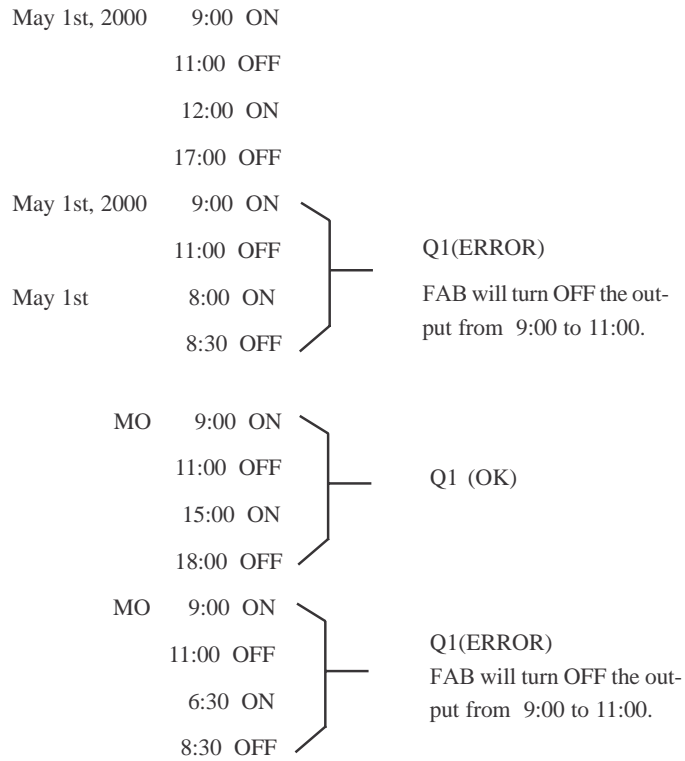 May 1st, 2000 9:00 ON
11:00 OFF
12:00 ON
17:00 OFF
May 1st, 2000 9:00 ON
11:00 OFF
Q1(ERROR)
May 1st 8:00 ON
FAB will turn OFF the out-
8:30 OFF
put from 9:00 to 11:00.
MO 9:00 ON
11:00 OFF
Q1 (OK)
15:00 ON
18:00 OFF
MO 9:00 ON
11:00 OFF
Q1(ERROR)
FAB will turn OFF the out-
6:30 ON
put from 9:00 to 11:00.
8:30 OFF